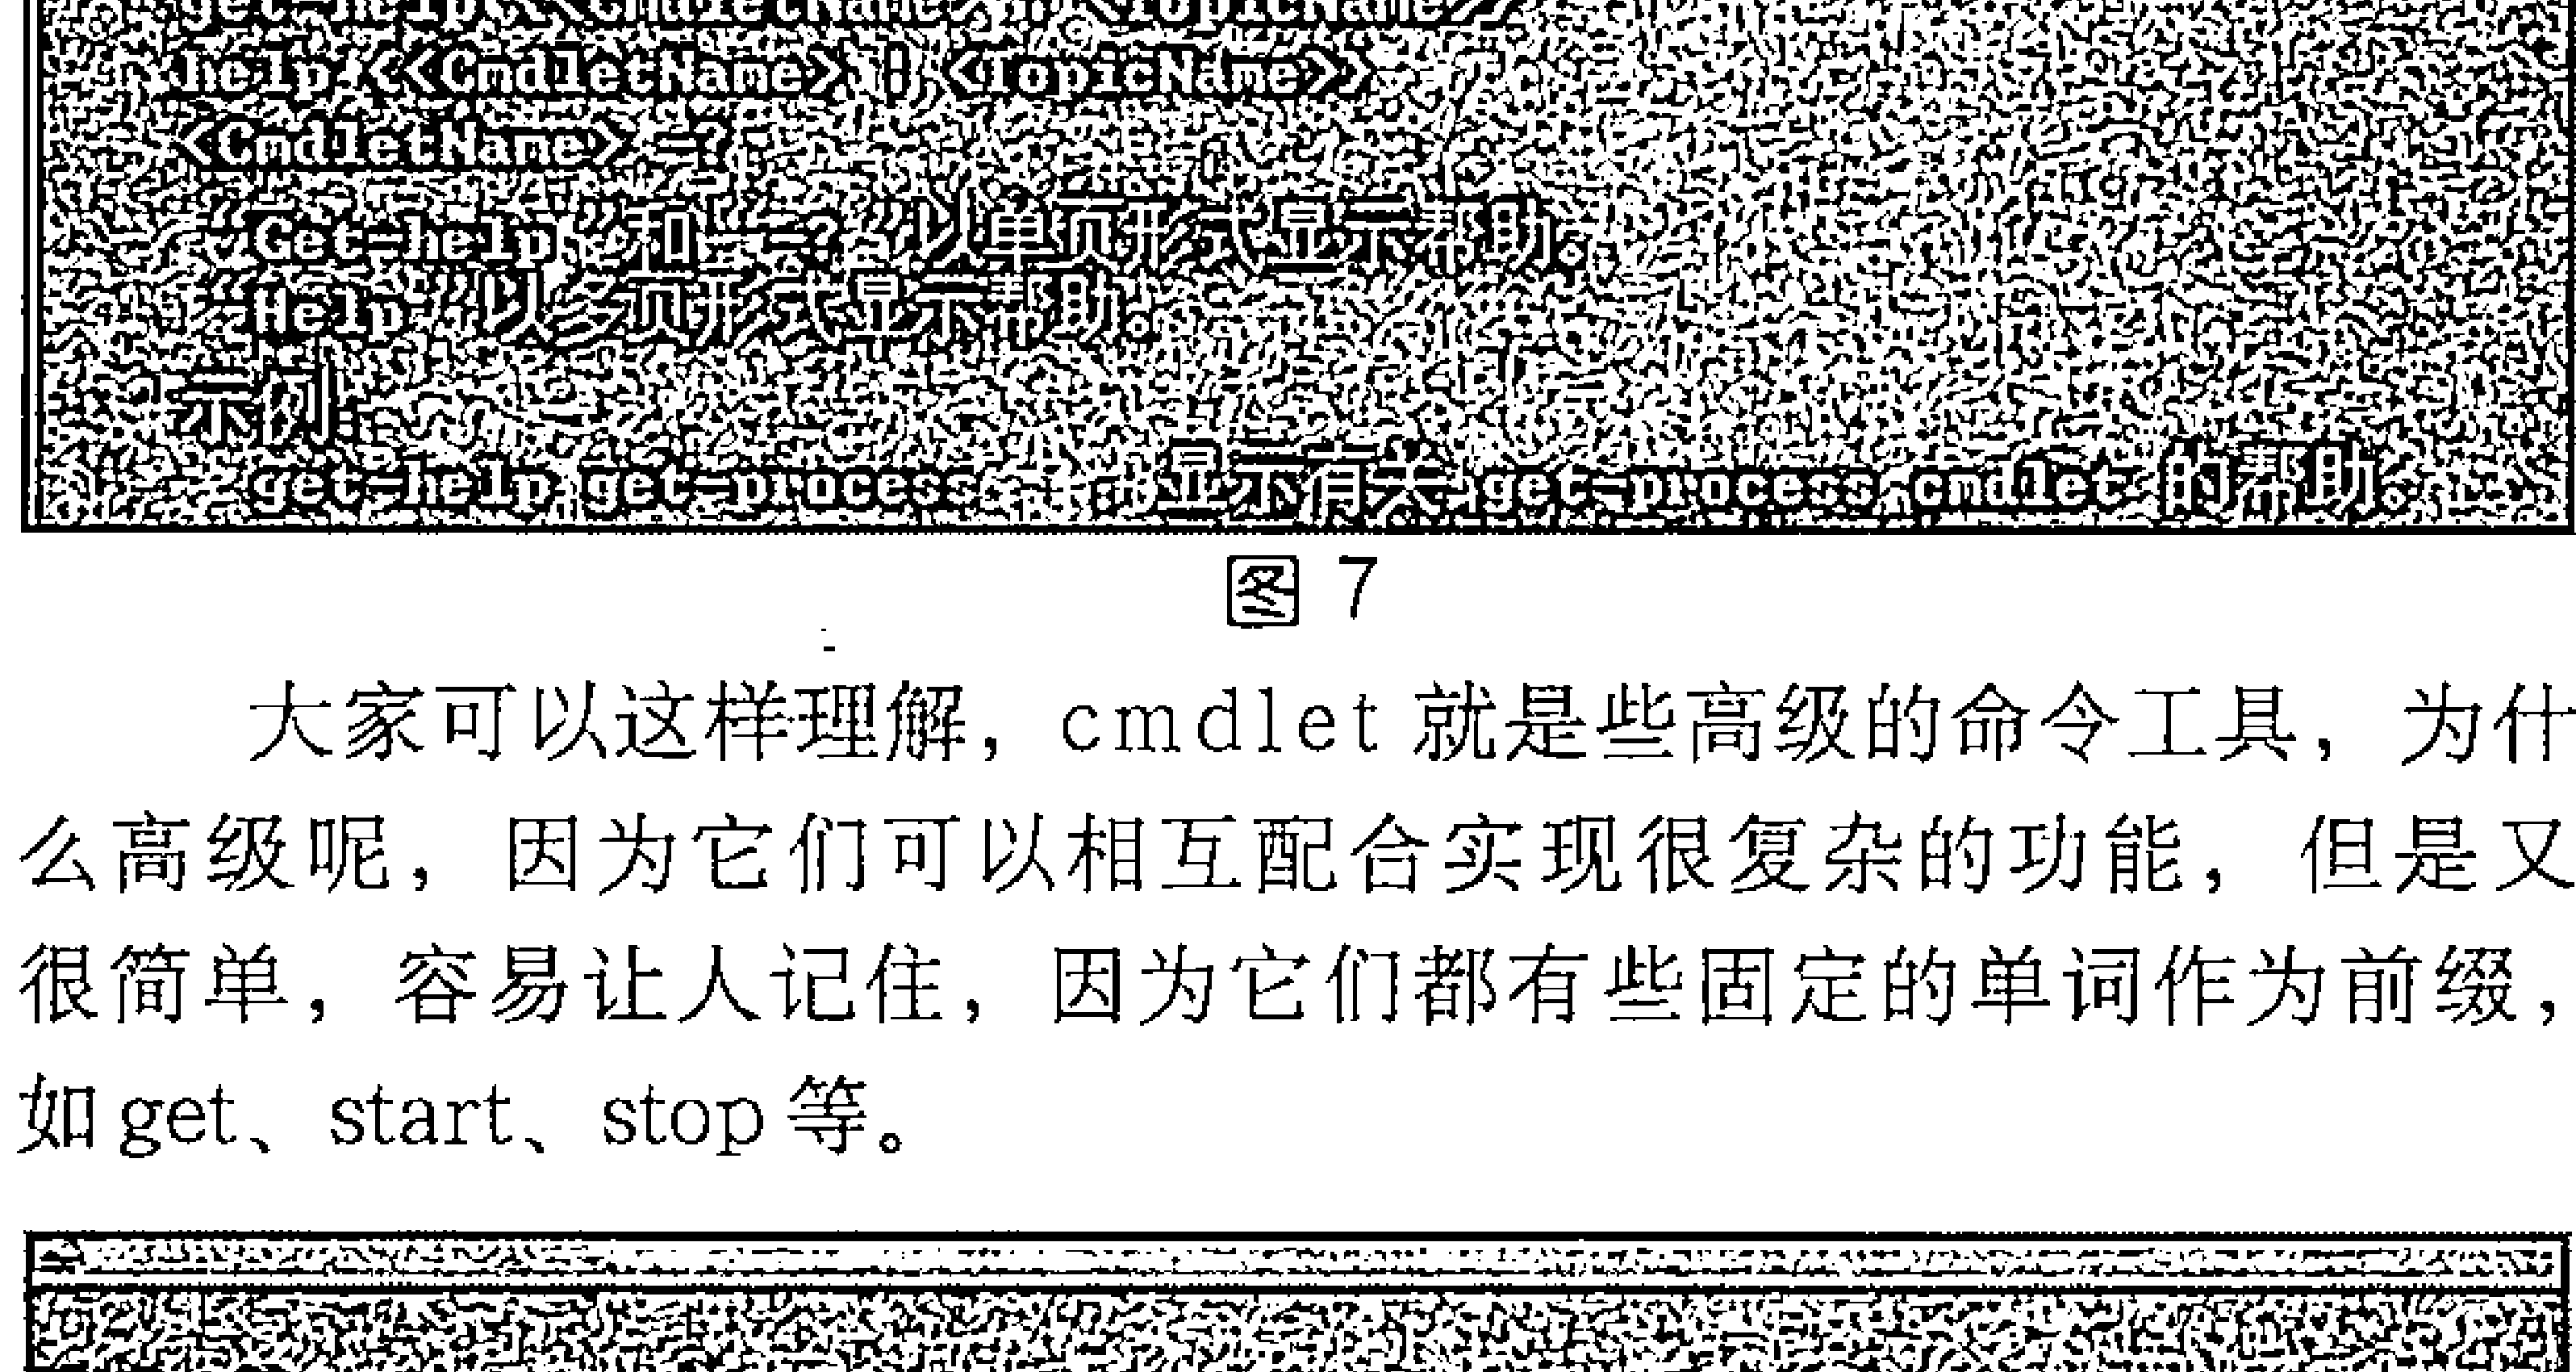 get-help <<CmdletName> | <TopicName>>
help <<CmdletName> | <TopicName>>
<CmdletName> -?
"Get-help" 和 "-?" 以单页形式显示帮助。
"Help" 以多页形式显示帮助。
示例:
get-help get-process : 显示有关 get-process cmdlet 的帮助。
图 7
大家可以这样理解，cmdlet 就是些高级的命令工具，为什
么高级呢，因为它们可以相互配合实现很复杂的功能，但是又
很简单，容易让人记住，因为它们都有些固定的单词作为前缀，
如 get、start、stop 等。